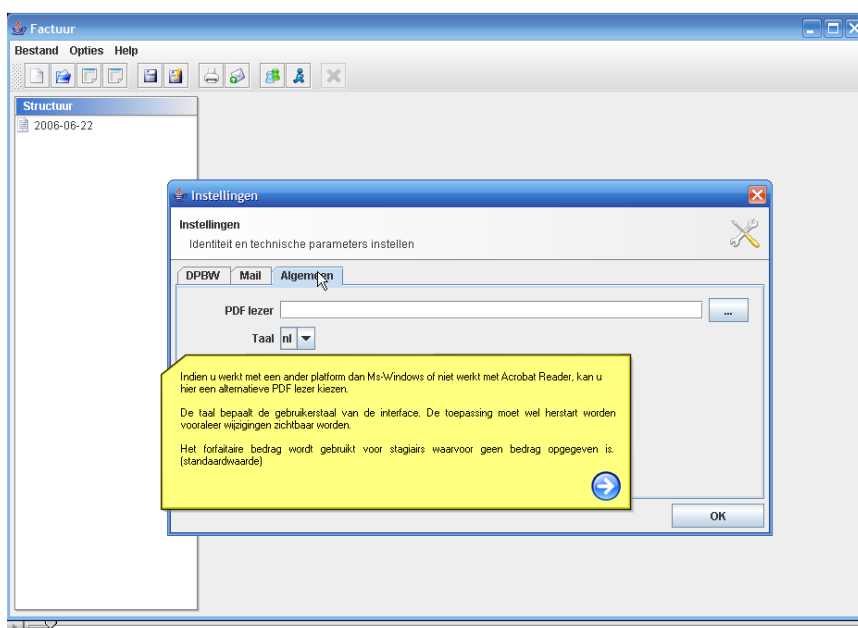 Factuur
Bestand Opties Help
Structuur
2006-06-22
Instellingen
Instellingen
Identiteit en technische parameters instellen
DPBW Mail Algemeen
PDF lezer ...
Taal nl
Indien u werkt met een ander platform dan Ms-Windows of niet werkt met Acrobat Reader, kan u
hier een alternatieve PDF lezer kiezen.
De taal bepaalt de gebruikerstaal van de interface. De toepassing moet wel herstart worden
vooraleer wijzigingen zichtbaar worden.
Het forfaitaire bedrag wordt gebruikt voor stagiairs waarvoor geen bedrag opgegeven is.
(standaardwaarde)
OK